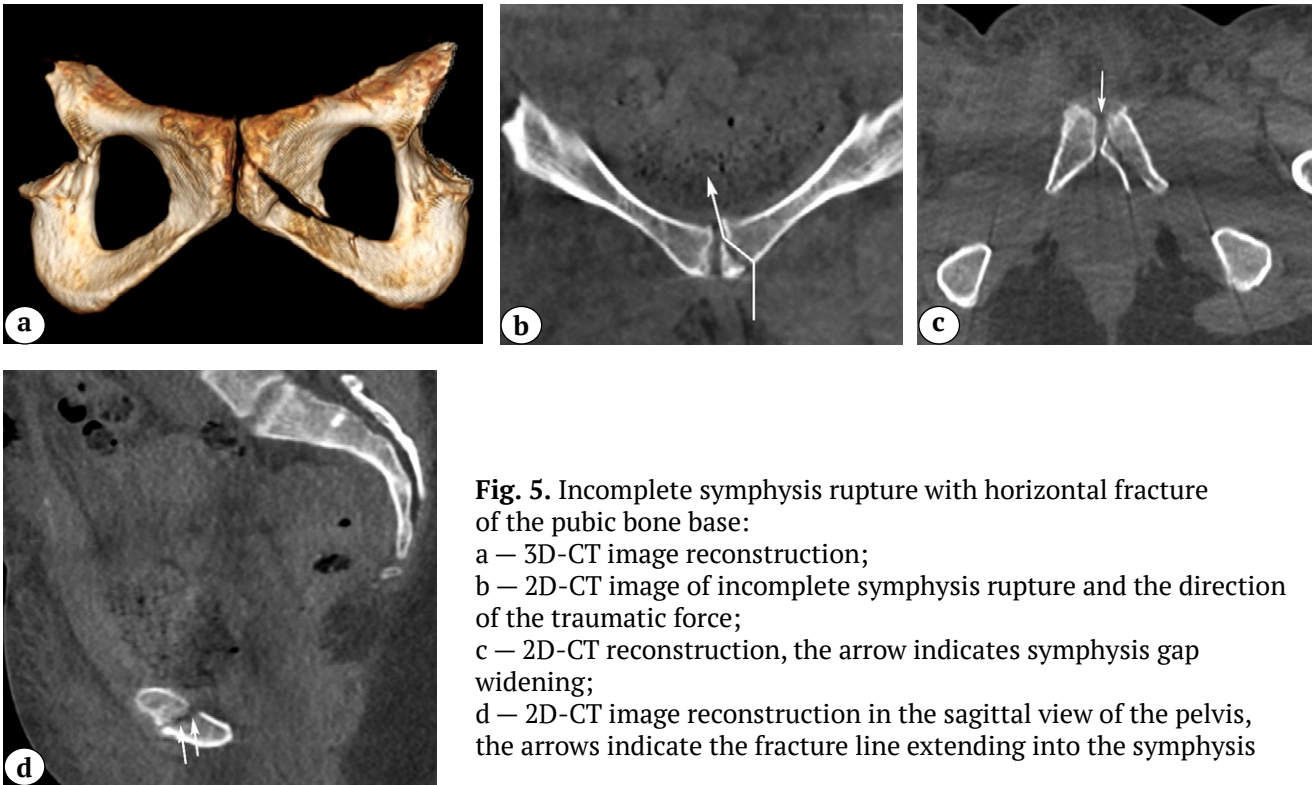 a
b
c
d
Fig. 5. Incomplete symphysis rupture with horizontal fracture
of the pubic bone base:
a — 3D-CT image reconstruction;
b — 2D-CT image of incomplete symphysis rupture and the direction
of the traumatic force;
c — 2D-CT reconstruction, the arrow indicates symphysis gap
widening;
d — 2D-CT image reconstruction in the sagittal view of the pelvis,
the arrows indicate the fracture line extending into the symphysis